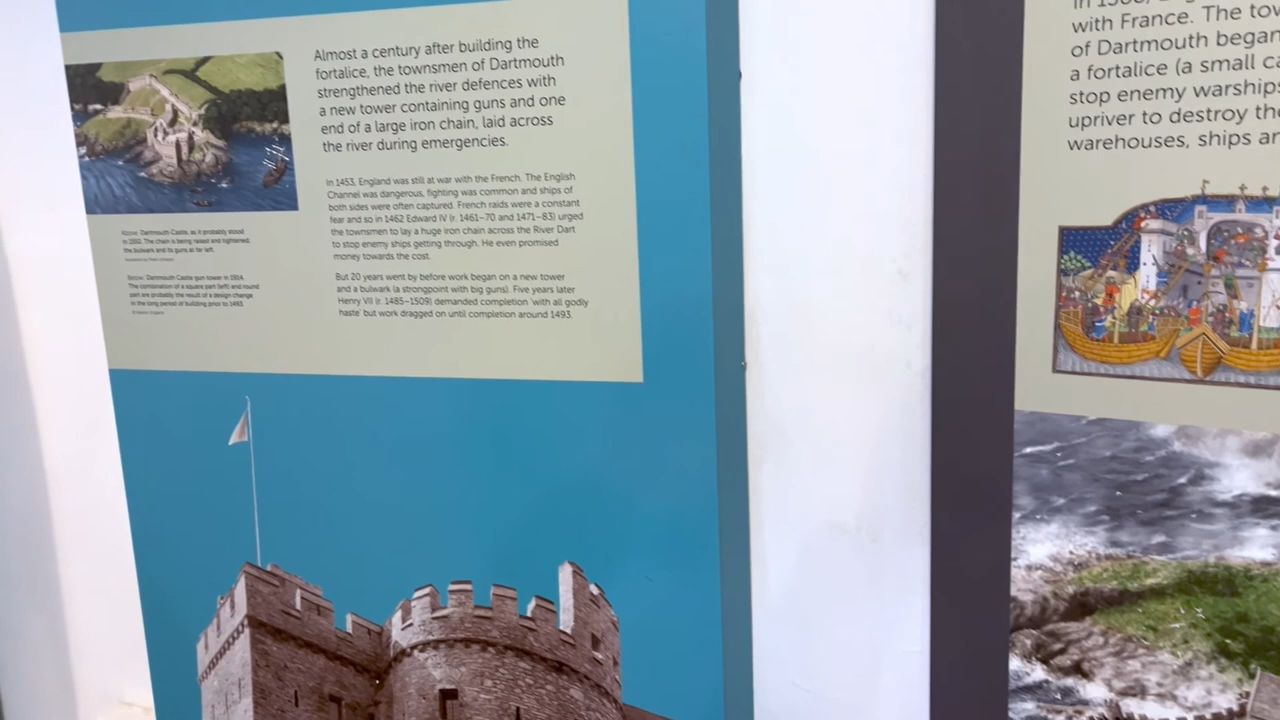 Almost a century after building the
fortalice, the townsmen of Dartmouth
strengthened the river defences with
a new tower containing guns and one
end of a large iron chain, laid across
the river during emergencies.
In 1453, England was still at war with the French. The English
Channel was dangerous, fighting was common and ships of
both sides were often captured. French raids were a constant
fear and so in 1462 Edward IV (r. 1461–70 and 1471–83) urged
the townsmen to lay a huge iron chain across the River Dart
to stop enemy ships getting through. He even promised
money towards the cost.
But 20 years went by before work began on a new tower
and a bulwark (a strongpoint with big guns). Five years later
Henry VII (r. 1485–1509) demanded completion 'with all godly
haste' but work dragged on until completion around 1493.
Above: Dartmouth Castle, as it probably stood
in The chain is being raised and tightened;
the bulwark and its guns at far left.
Below: Dartmouth Castle gun tower in 1914.
The combination of a square part (left) and round
part are probably the result of a design change
in the long period of building prior to 1493.
with France. The
of Dartmouth began
a fortalice (a small
stop enemy warships
upriver to destroy
warehouses, ships